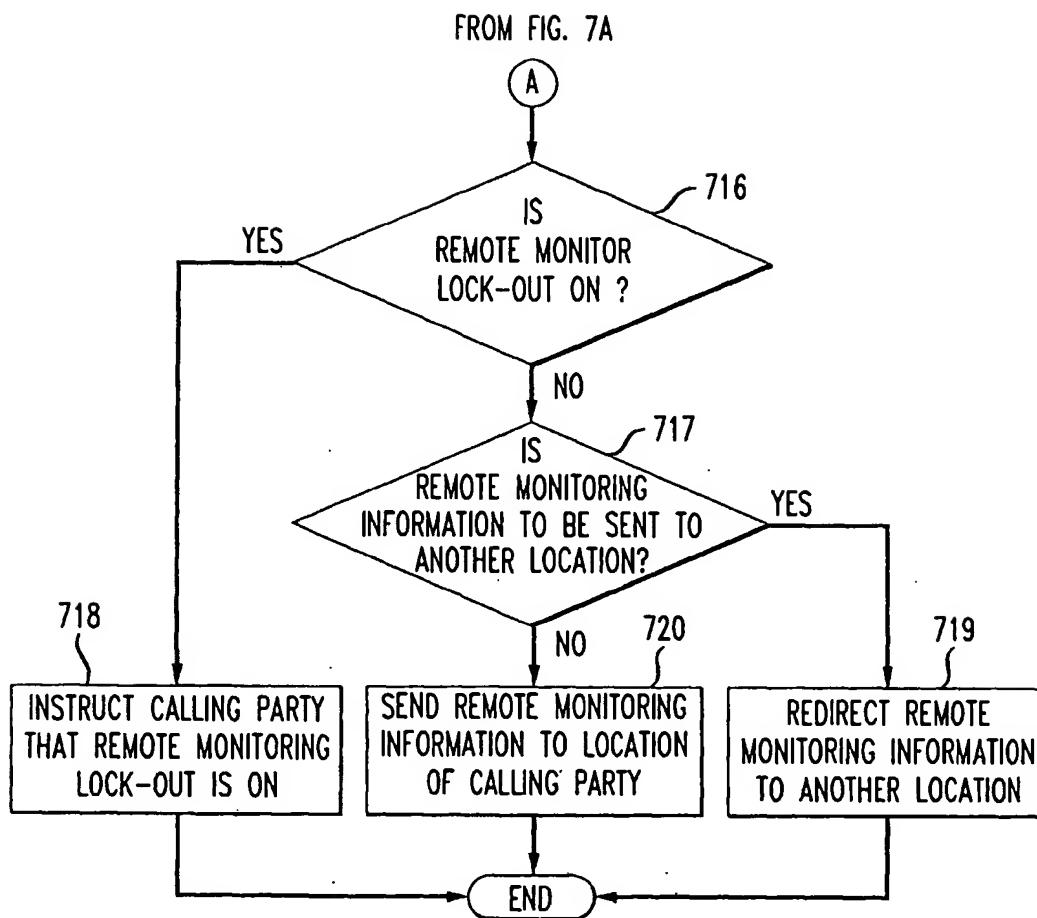 FROM FIG. 7A
A
716
IS
REMOTE MONITOR
LOCK-OUT ON ?
YES
NO
717
IS
REMOTE MONITORING
INFORMATION TO BE SENT TO
ANOTHER LOCATION?
YES
NO
718
INSTRUCT CALLING PARTY
THAT REMOTE MONITORING
LOCK-OUT IS ON
720
SEND REMOTE MONITORING
INFORMATION TO LOCATION
OF CALLING PARTY
719
REDIRECT REMOTE
MONITORING INFORMATION
TO ANOTHER LOCATION
END